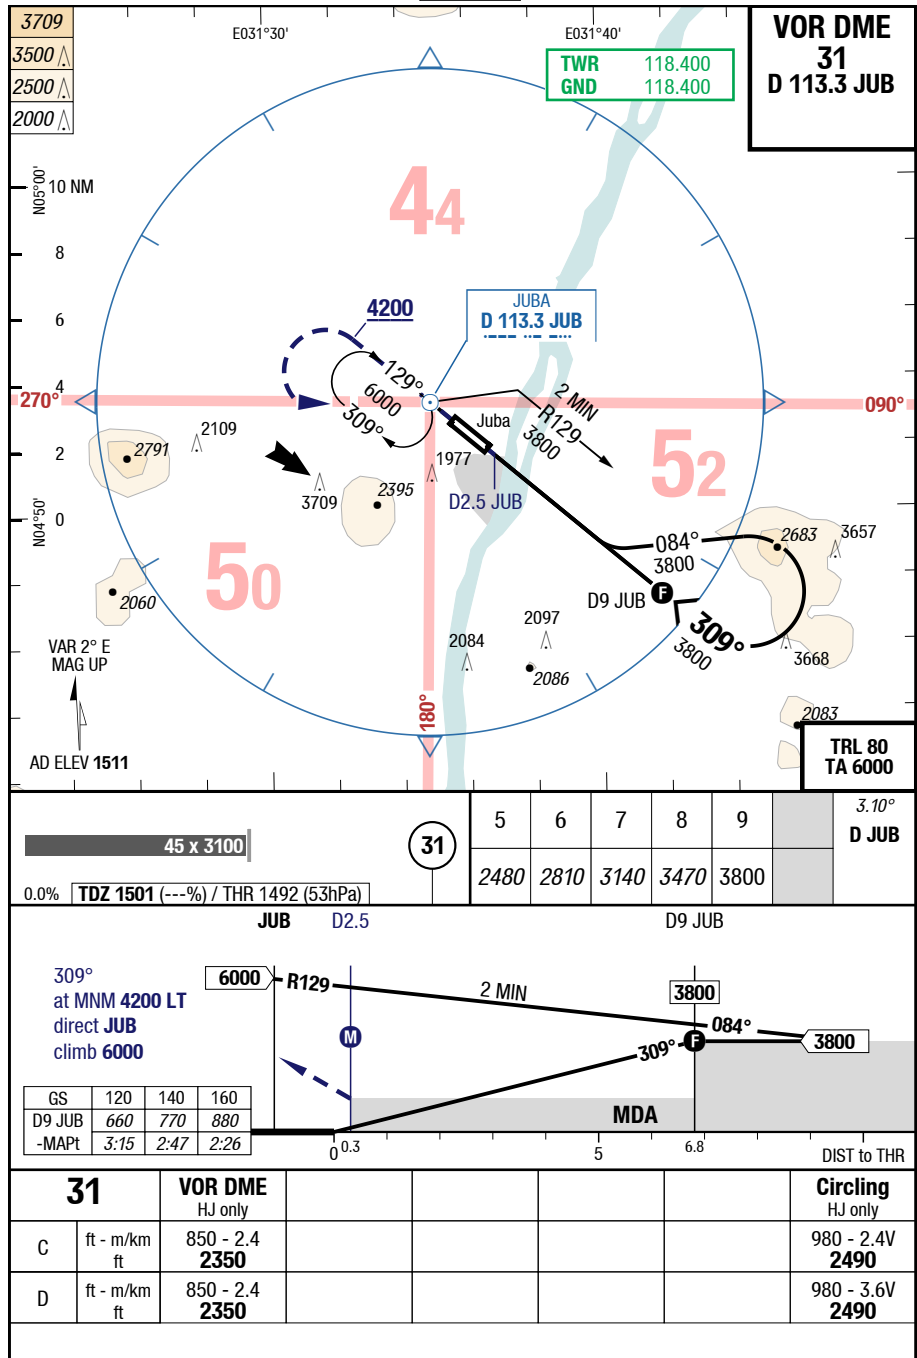 3709
3500
2500
2000
E031°30'
E031°40'
TWR 118.400
GND 118.400
VOR DME
31
D 113.3 JUB
N05°00'
10 NM
8
6
4
2
0
N04°50'
44
52
50
270°
090°
180°
4200
JUBA
D 113.3 JUB
129°
6000
309°
2 MIN
R129
3800
Juba
D2.5 JUB
2109
2791
3709
2395
1977
2060
084°
3800
2683
3657
D9 JUB
F
309°
3800
3668
2097
2084
2086
2083
VAR 2° E
MAG UP
AD ELEV 1511
TRL 80
TA 6000
45 x 3100
31
0.0% TDZ 1501 (---%) / THR 1492 (53hPa)
5 6 7 8 9 3.10°
D JUB
2480 2810 3140 3470 3800
JUB D2.5 D9 JUB
309°
at MNM 4200 LT
direct JUB
climb 6000
6000
R129
2 MIN
3800
084°
3800
M
309°
F
MDA
GS 120 140 160
D9 JUB 660 770 880
-MAPt 3:15 2:47 2:26
0 0.3 5 6.8 DIST to THR
31 VOR DME Circling
HJ only HJ only
C ft - m/km 850 - 2.4 980 - 2.4V
ft 2350 2490
D ft - m/km 850 - 2.4 980 - 3.6V
ft 2350 2490